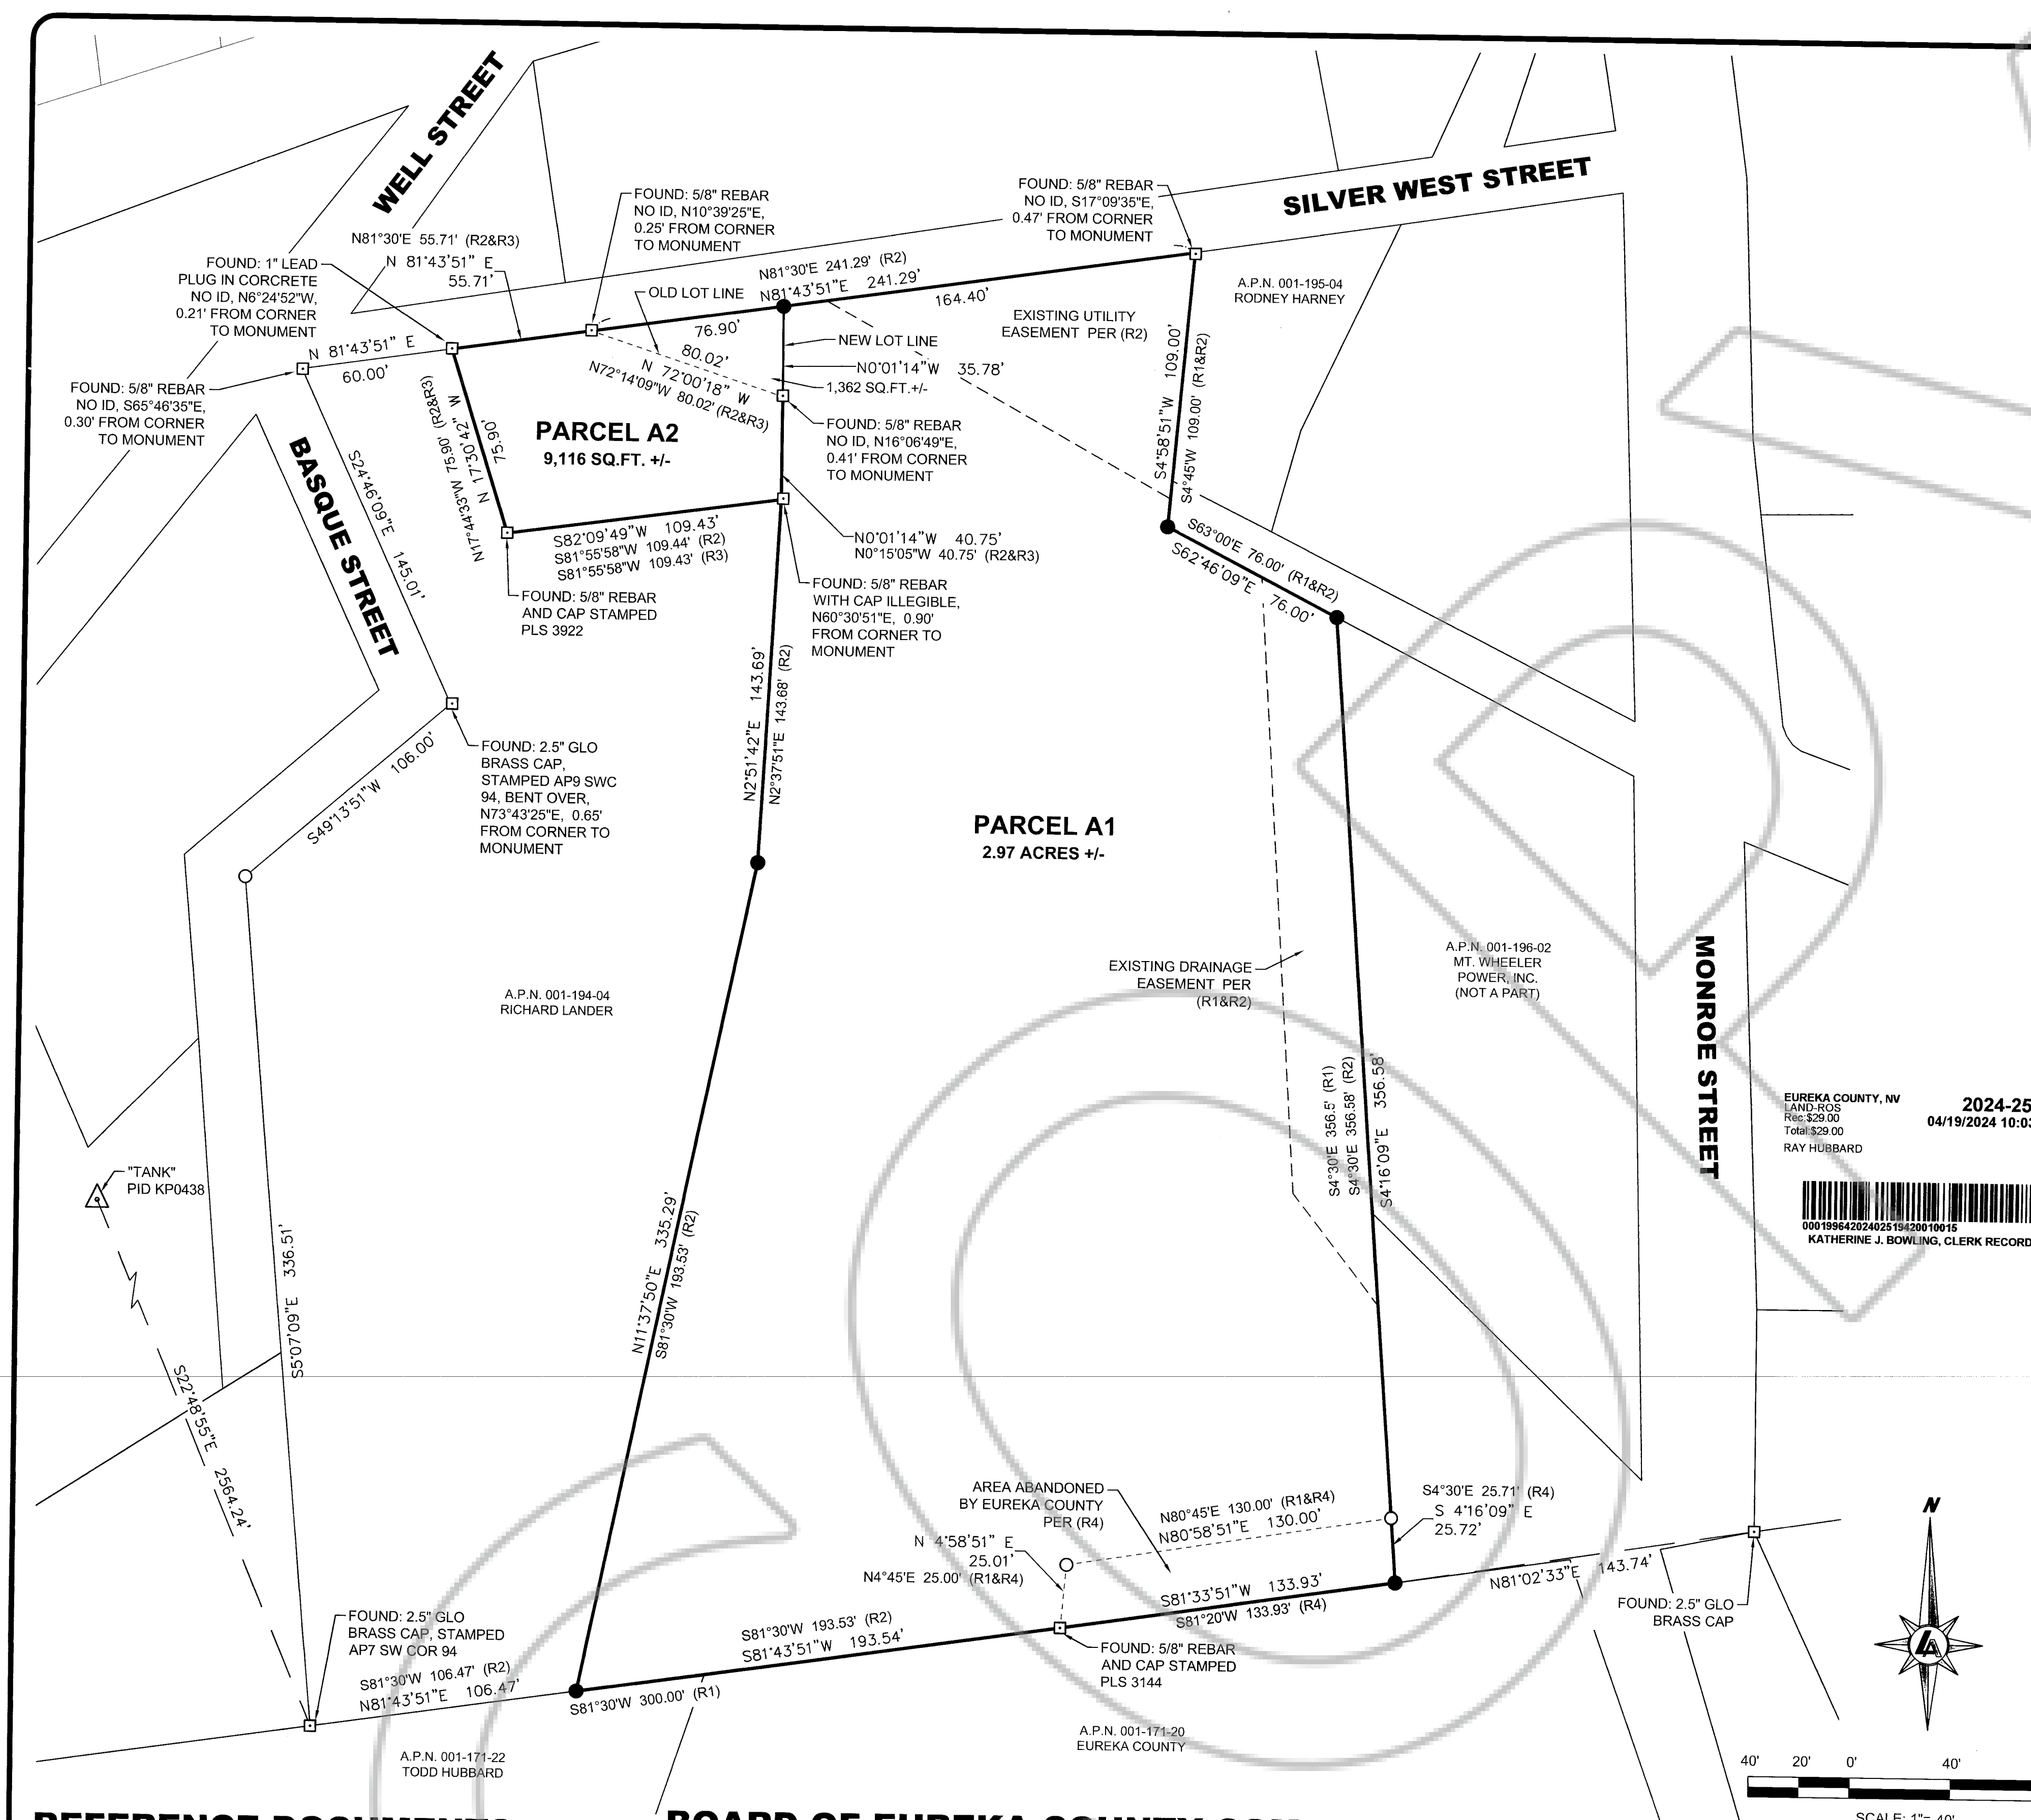 WELL STREET
SILVER WEST STREET
FOUND: 5/8" REBAR
NO ID, N10°39'25"E,
0.25' FROM CORNER
TO MONUMENT
FOUND: 5/8" REBAR
NO ID, S17°09'35"E,
0.47' FROM CORNER
TO MONUMENT
N81°30'E 55.71' (R2&R3)
N 81°43'51" E
55.71'
FOUND: 1" LEAD
PLUG IN CORCRETE
NO ID, N6°24'52"W,
0.21' FROM CORNER
TO MONUMENT
OLD LOT LINE
N81°30'E 241.29' (R2)
N81°43'51"E 241.29'
164.40'
76.90'
A.P.N. 001-195-04
RODNEY HARNEY
EXISTING UTILITY
EASEMENT PER (R2)
NEW LOT LINE
N 81°43'51" E
60.00'
80.02'
N 72°00'18" W
N72°14'09"W 80.02' (R2&R3)
N0°01'14"W 35.78'
1,362 SQ.FT.+/-
FOUND: 5/8" REBAR
NO ID, S65°46'35"E,
0.30' FROM CORNER
TO MONUMENT
N17°44'33"W 75.90' (R2&R3)
N 17°30'42" W
75.90'
PARCEL A2
9,116 SQ.FT. +/-
FOUND: 5/8" REBAR
NO ID, N16°06'49"E,
0.41' FROM CORNER
TO MONUMENT
S4°58'51"W 109.00'
S4°45'W 109.00' (R1&R2)
BASQUE STREET
S24°46'09"E 145.01'
S82°09'49"W 109.43'
S81°55'58"W 109.44' (R2)
S81°55'58"W 109.43' (R3)
N0°01'14"W 40.75'
N0°15'05"W 40.75' (R2&R3)
S63°00'E 76.00' (R1&R2)
S62°46'09"E 76.00'
FOUND: 5/8" REBAR
AND CAP STAMPED
PLS 3922
FOUND: 5/8" REBAR
WITH CAP ILLEGIBLE,
N60°30'51"E, 0.90'
FROM CORNER TO
MONUMENT
N2°51'42"E 143.69'
N2°37'51"E 143.68' (R2)
S49°13'51"W 106.00'
FOUND: 2.5" GLO
BRASS CAP,
STAMPED AP9 SWC
94, BENT OVER,
N73°43'25"E, 0.65'
FROM CORNER TO
MONUMENT
PARCEL A1
2.97 ACRES +/-
A.P.N. 001-194-04
RICHARD LANDER
EXISTING DRAINAGE
EASEMENT PER
(R1&R2)
A.P.N. 001-196-02
MT. WHEELER
POWER, INC.
(NOT A PART)
MONROE STREET
S4°30'E 356.5' (R1)
S4°30'E 356.58' (R2)
S4°16'09"E 356.58'
EUREKA COUNTY, NV
LAND-ROS
Rec:$29.00
Total:$29.00
RAY HUBBARD
2024-25
04/19/2024 10:03
0001996420240251942​0010015
KATHERINE J. BOWLING, CLERK RECORD
"TANK"
PID KP0438
S22°48'55"E 2564.24'
S5°07'09"E 336.51'
N11°37'50"E 335.29'
S81°30'W 193.53' (R2)
AREA ABANDONED
BY EUREKA COUNTY
PER (R4)
N80°45'E 130.00' (R1&R4)
N80°58'51"E 130.00'
S4°30'E 25.71' (R4)
S 4°16'09" E
25.72'
N 4°58'51" E
25.01'
N4°45'E 25.00' (R1&R4)
N
S81°33'51"W 133.93'
S81°20'W 133.93' (R4)
N81°02'33"E 143.74'
FOUND: 2.5" GLO
BRASS CAP
FOUND: 2.5" GLO
BRASS CAP, STAMPED
AP7 SW COR 94
S81°30'W 193.53' (R2)
S81°43'51"W 193.54'
FOUND: 5/8" REBAR
AND CAP STAMPED
PLS 3144
S81°30'W 106.47' (R2)
N81°43'51"E 106.47'
S81°30'W 300.00' (R1)
A.P.N. 001-171-20
EUREKA COUNTY
A.P.N. 001-171-22
TODD HUBBARD
40' 20' 0' 40'
SCALE: 1"= 40'
REFERENCE DOCUMENTS
BOARD OF EUREKA COUNTY COM